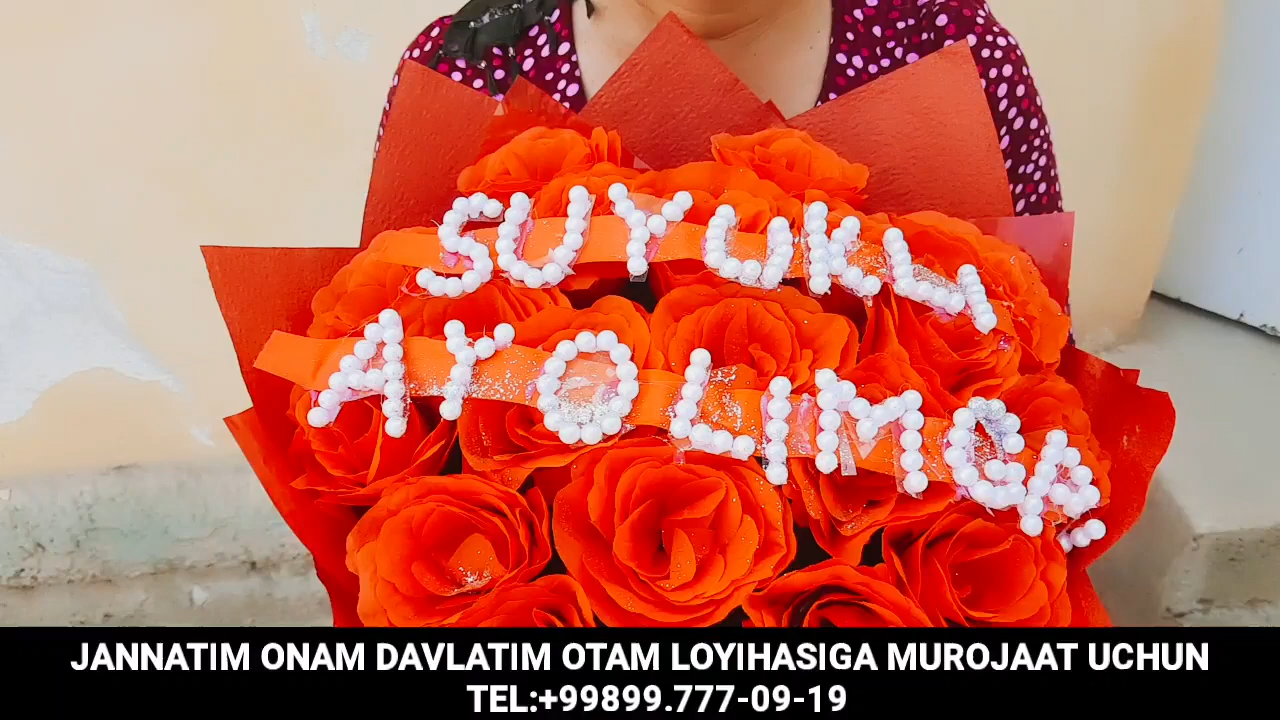 SUYUKLI
AYOLIMGA
JANNATIM ONAM DAVLATIM OTAM LOYIHASIGA MUROJAAT UCHUN
TEL:+99899.777-09-19